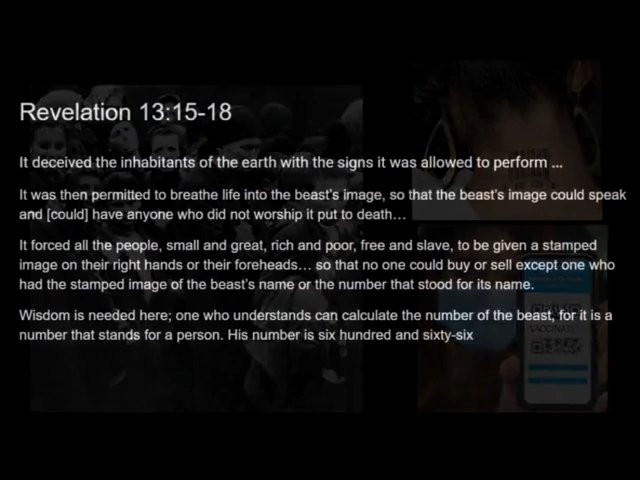 Revelation 13:15-18
It deceived the inhabitants of the earth with the signs it was allowed to perform ...
It was then permitted to breathe life into the beast's image, so that the beast's image could speak
and [could] have anyone who did not worship it put to death…
It forced all the people, small and great, rich and poor, free and slave, to be given a stamped
image on their right hands or their foreheads… so that no one could buy or sell except one who
had the stamped image of the beast's name or the number that stood for its name.
Wisdom is needed here; one who understands can calculate the number of the beast, for it is a
number that stands for a person. His number is six hundred and sixty-six